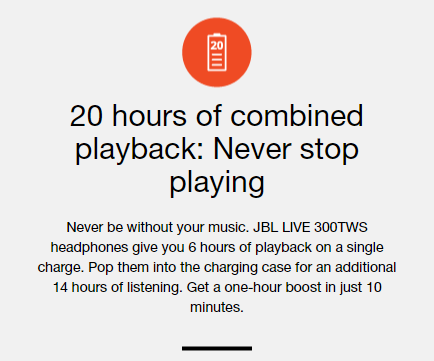 20
20 hours of combined
playback: Never stop
playing
Never be without your music. JBL LIVE 300TWS
headphones give you 6 hours of playback on a single
charge. Pop them into the charging case for an additional
14 hours of listening. Get a one-hour boost in just 10
minutes.